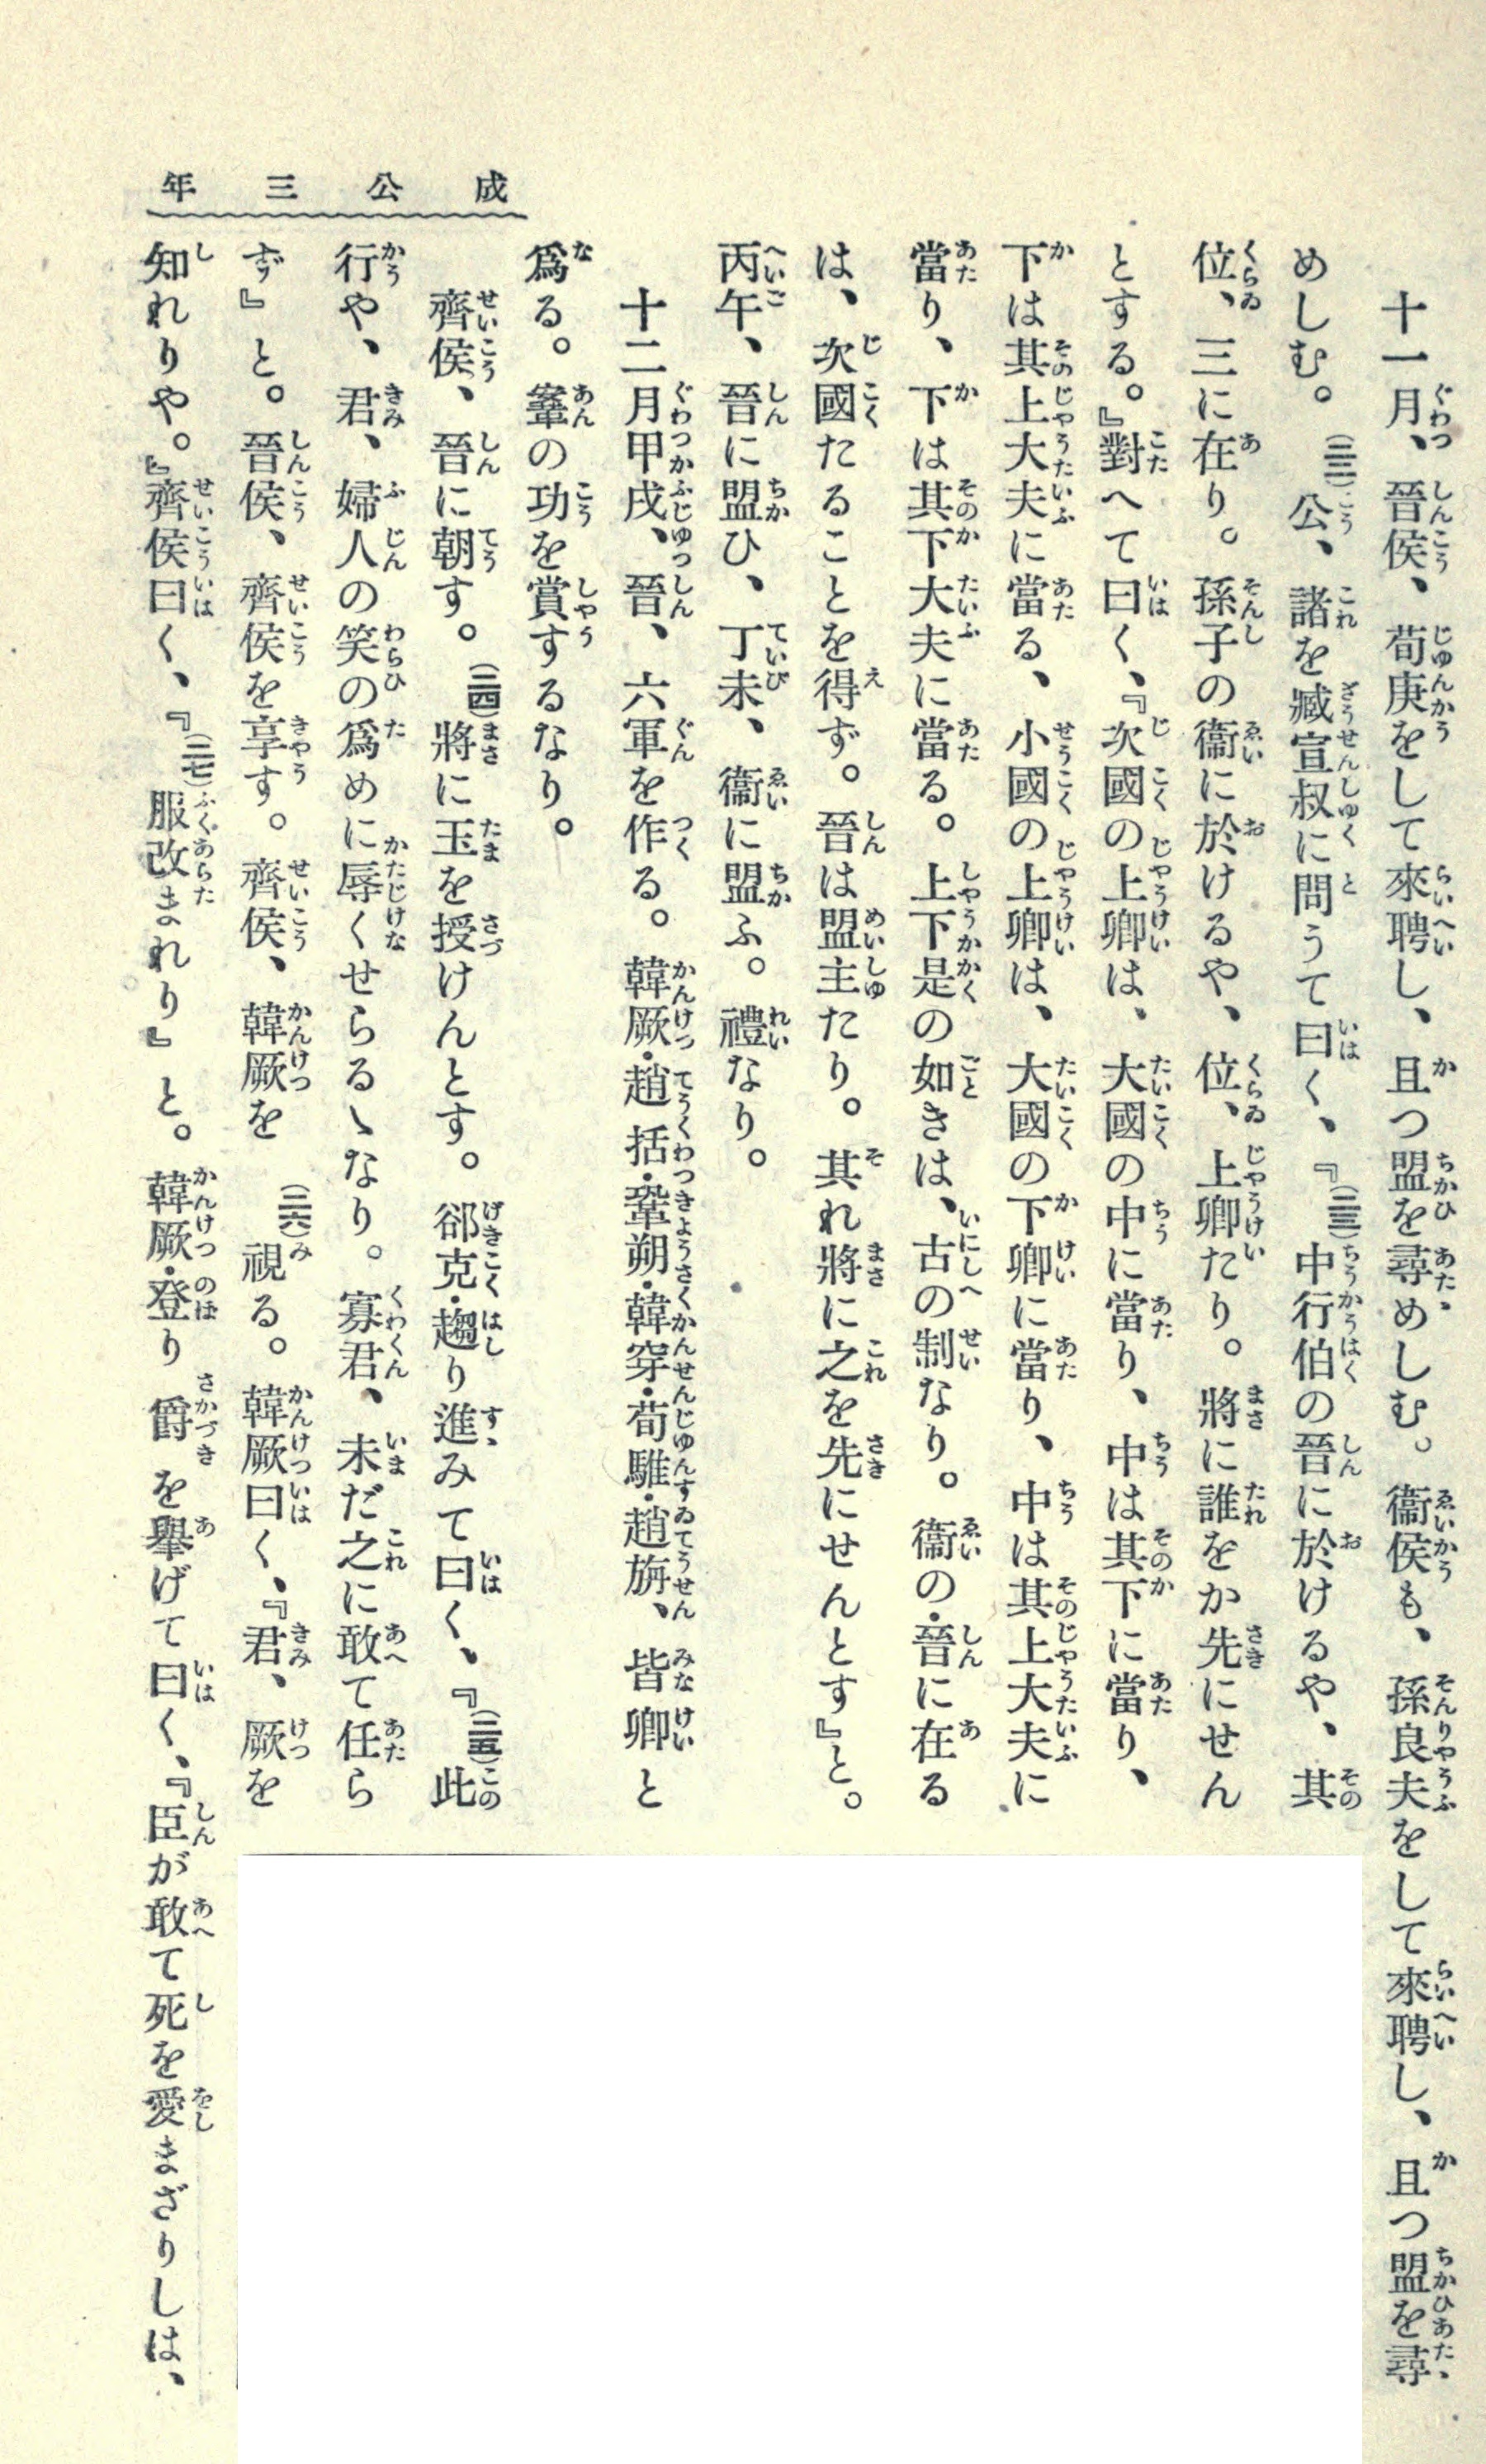 成公三年
十一月、晉侯、荀庚をして來聘し、且つ盟を尋めしむ。衞侯も、孫良夫をして來聘し、且つ盟を尋
めしむ。(二二)公、諸を臧宣叔に問うて曰く、『(二三)中行伯の晉に於けるや、其
位、三に在り。孫子の衞に於けるや、位、上卿たり。將に誰をか先にせん
とする。』對へて曰く、『次國の上卿は、大國の中に當り、中は其下に當り、
下は其上大夫に當る、小國の上卿は、大國の下卿に當り、中は其上大夫に
當り、下は其下大夫に當る。上下是の如きは、古の制なり。衞の・晉に在る
は、次國たることを得ず。晉は盟主たり。其れ將に之を先にせんとす』と。
丙午、晉に盟ひ、丁未、衞に盟ふ。禮なり。
十二月甲戌、晉、六軍を作る。韓厥・趙括・鞏朔・韓穿・荀騅・趙旃、皆卿と
爲る。鞌の功を賞するなり。
齊侯、晉に朝す。(二四)將に玉を授けんとす。郤克・趨り進みて曰く、『(二五)此
行や、君、婦人の笑の爲めに辱くせらるゝなり。寡君、未だ之に敢て任ら
ず』と。晉侯、齊侯を享す。齊侯、韓厥を(二六)視る。韓厥曰く、『君、厥を
知れりや。』齊侯曰く、『(二七)服改まれり』と。韓厥・登り爵を舉げて曰く、『臣が敢て死を愛まざりしは、